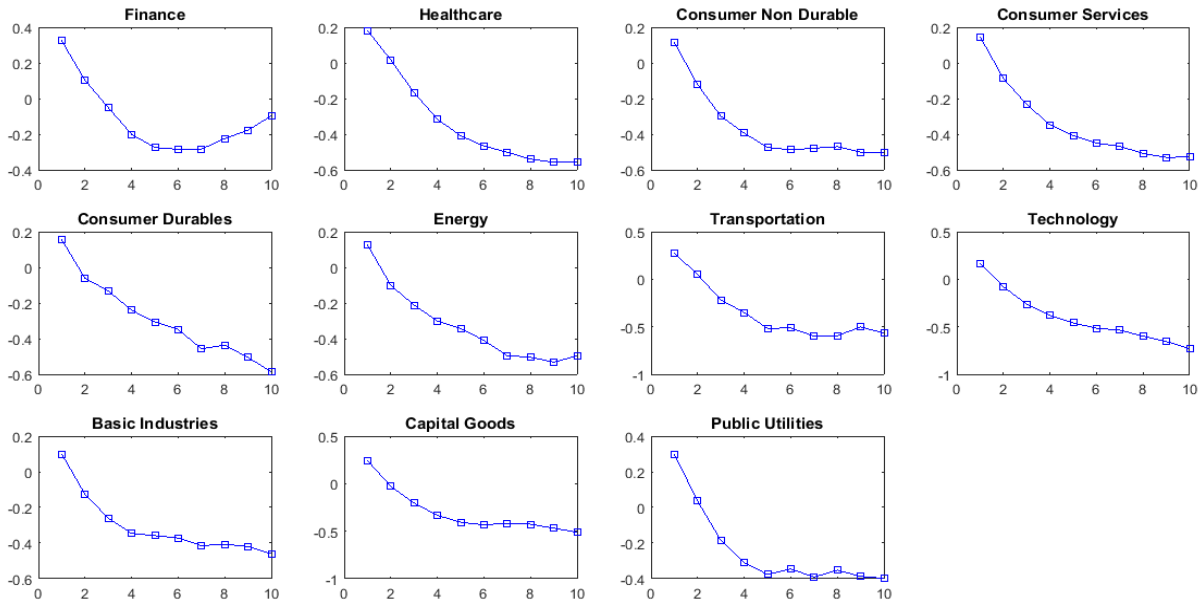 Finance
0.4
0.2
0
-0.2
-0.4
0 2 4 6 8 10
Healthcare
0.2
0
-0.2
-0.4
-0.6
0 2 4 6 8 10
Consumer Non Durable
0.2
0
-0.2
-0.4
-0.6
0 2 4 6 8 10
Consumer Services
0.2
0
-0.2
-0.4
-0.6
0 2 4 6 8 10
Consumer Durables
0.2
0
-0.2
-0.4
-0.6
0 2 4 6 8 10
Energy
0.2
0
-0.2
-0.4
-0.6
0 2 4 6 8 10
Transportation
0.5
0
-0.5
-1
0 2 4 6 8 10
Technology
0.5
0
-0.5
-1
0 2 4 6 8 10
Basic Industries
0.2
0
-0.2
-0.4
-0.6
0 2 4 6 8 10
Capital Goods
0.5
0
-0.5
-1
0 2 4 6 8 10
Public Utilities
0.4
0.2
0
-0.2
-0.4
0 2 4 6 8 10